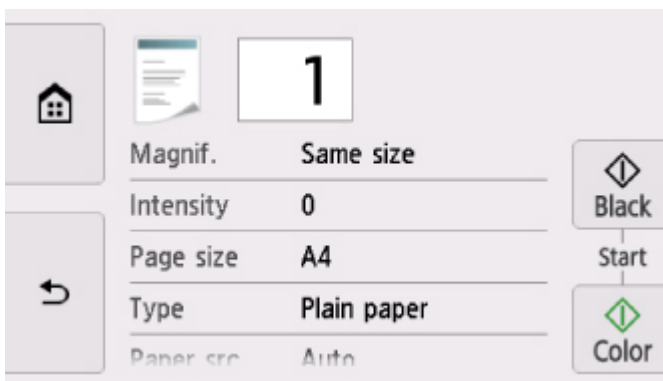 1
Magnif. Same size
Intensity 0
Black
Page size A4
Start
Type Plain paper
Color
Paper src Auto